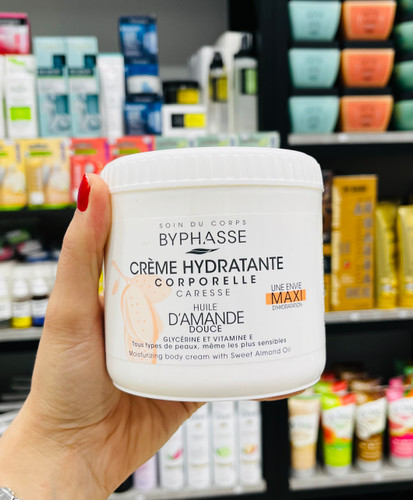 SOIN DU CORPS
BYPHASSE
CRÈME HYDRATANTE
CORPORELLE
CARESSE
UNE ENVIE
MAXI
D'HYDRATATION
HUILE
D'AMANDE
DOUCE
GLYCÉRINE ET VITAMINE E
Tous types de peaux, même les plus sensibles
Moisturizing body cream with Sweet Almond Oil